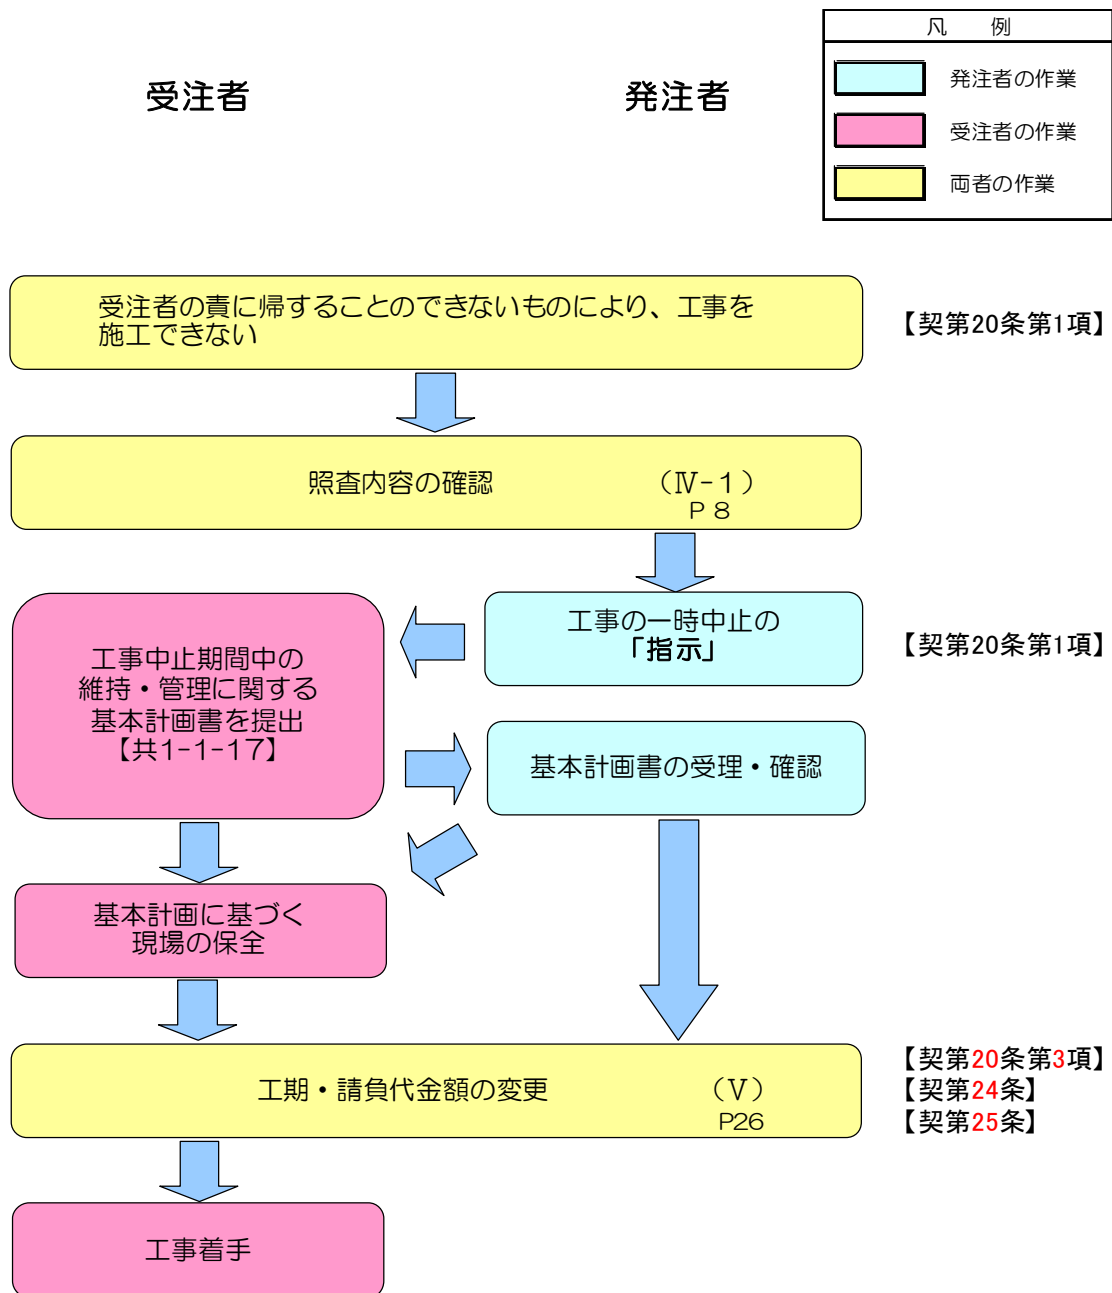 凡　例
発注者の作業
受注者の作業
両者の作業
受注者
発注者
受注者の責に帰することのできないものにより、工事を
施工できない
【契第20条第1項】
照査内容の確認　（Ⅳ-１）
Ｐ８
工事の一時中止の
「指示」
【契第20条第1項】
工事中止期間中の
維持・管理に関する
基本計画書を提出
【共1-1-17】
基本計画書の受理・確認
基本計画に基づく
現場の保全
工期・請負代金額の変更　（Ⅴ）
P26
【契第20条第3項】
【契第24条】
【契第25条】
工事着手